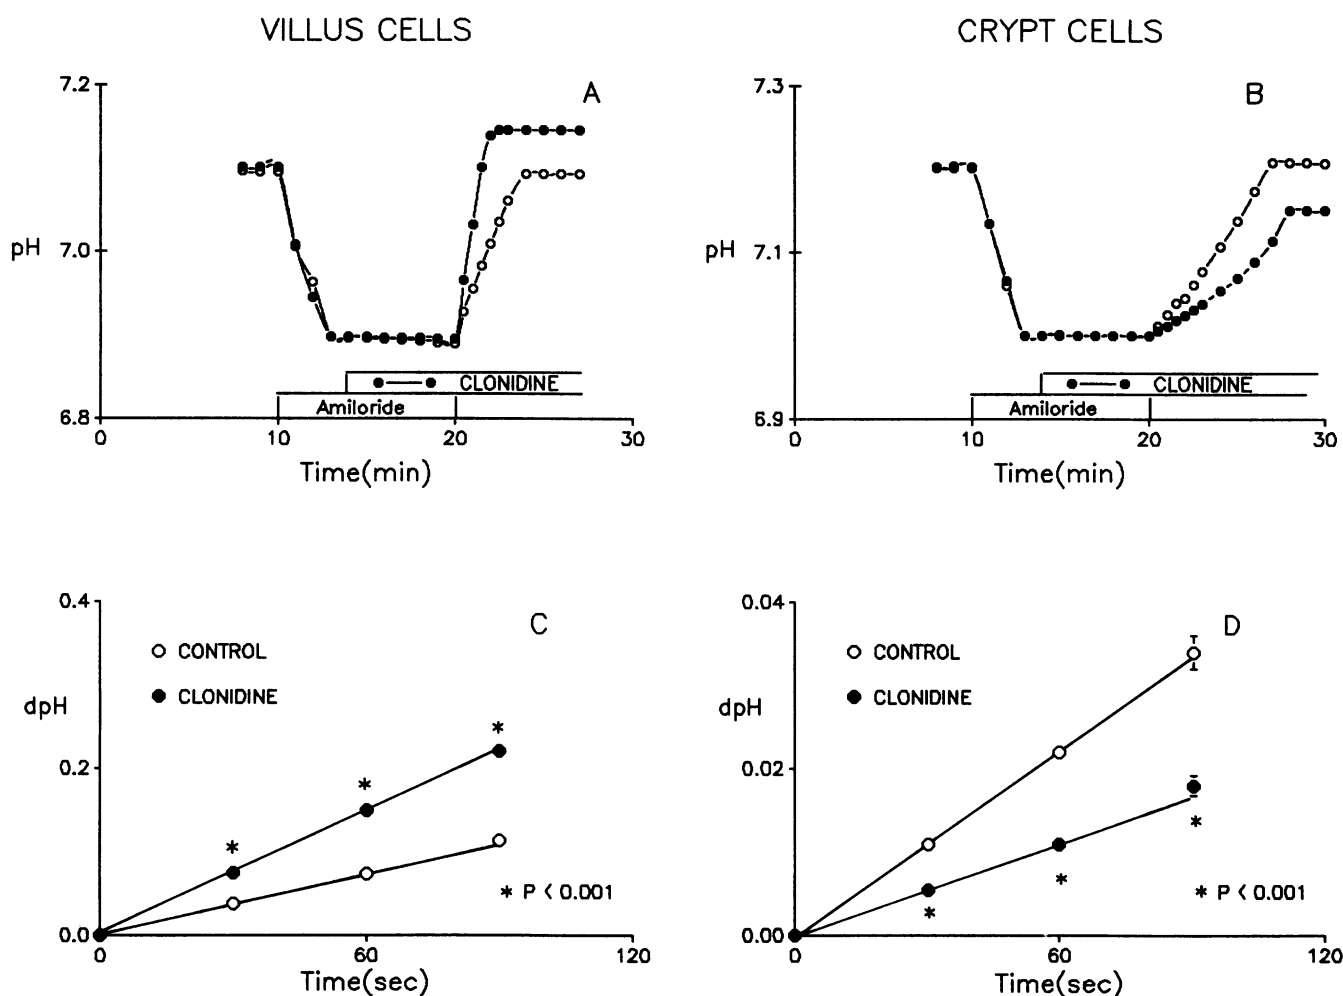 VILLUS CELLS
CRYPT CELLS
A
7.2
7.0
6.8
pH
CLONIDINE
Amiloride
0 10 20 30
Time(min)
B
7.3
7.1
6.9
pH
CLONIDINE
Amiloride
0 10 20 30
Time(min)
C
0.4
0.2
0.0
dpH
CONTROL
CLONIDINE
* * *
* P < 0.001
0 60 120
Time(sec)
D
0.04
0.02
0.00
dpH
CONTROL
CLONIDINE
* * *
* P < 0.001
0 60 120
Time(sec)